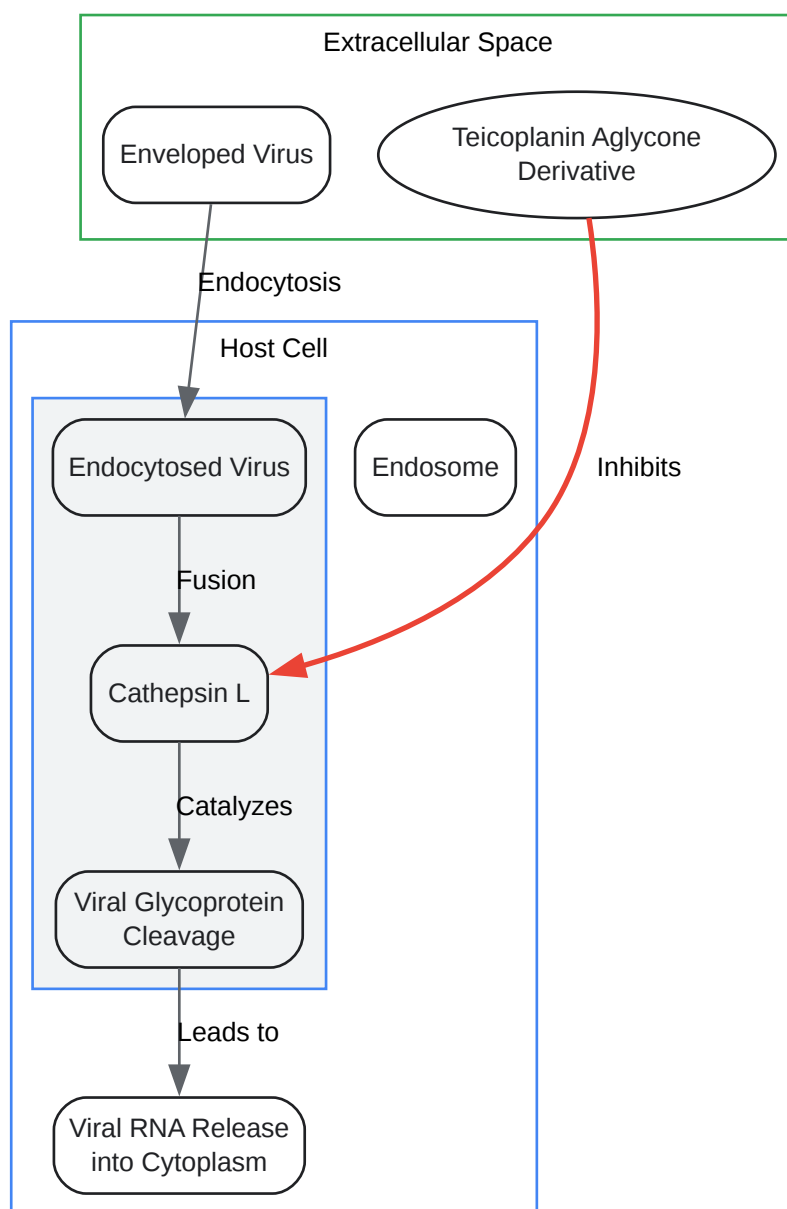 Extracellular Space
Enveloped Virus
Teicoplanin Aglycone
Derivative
Endocytosis
Host Cell
Endocytosed Virus
Endosome
Inhibits
Fusion
Cathepsin L
Catalyzes
Viral Glycoprotein
Cleavage
Leads to
Viral RNA Release
into Cytoplasm